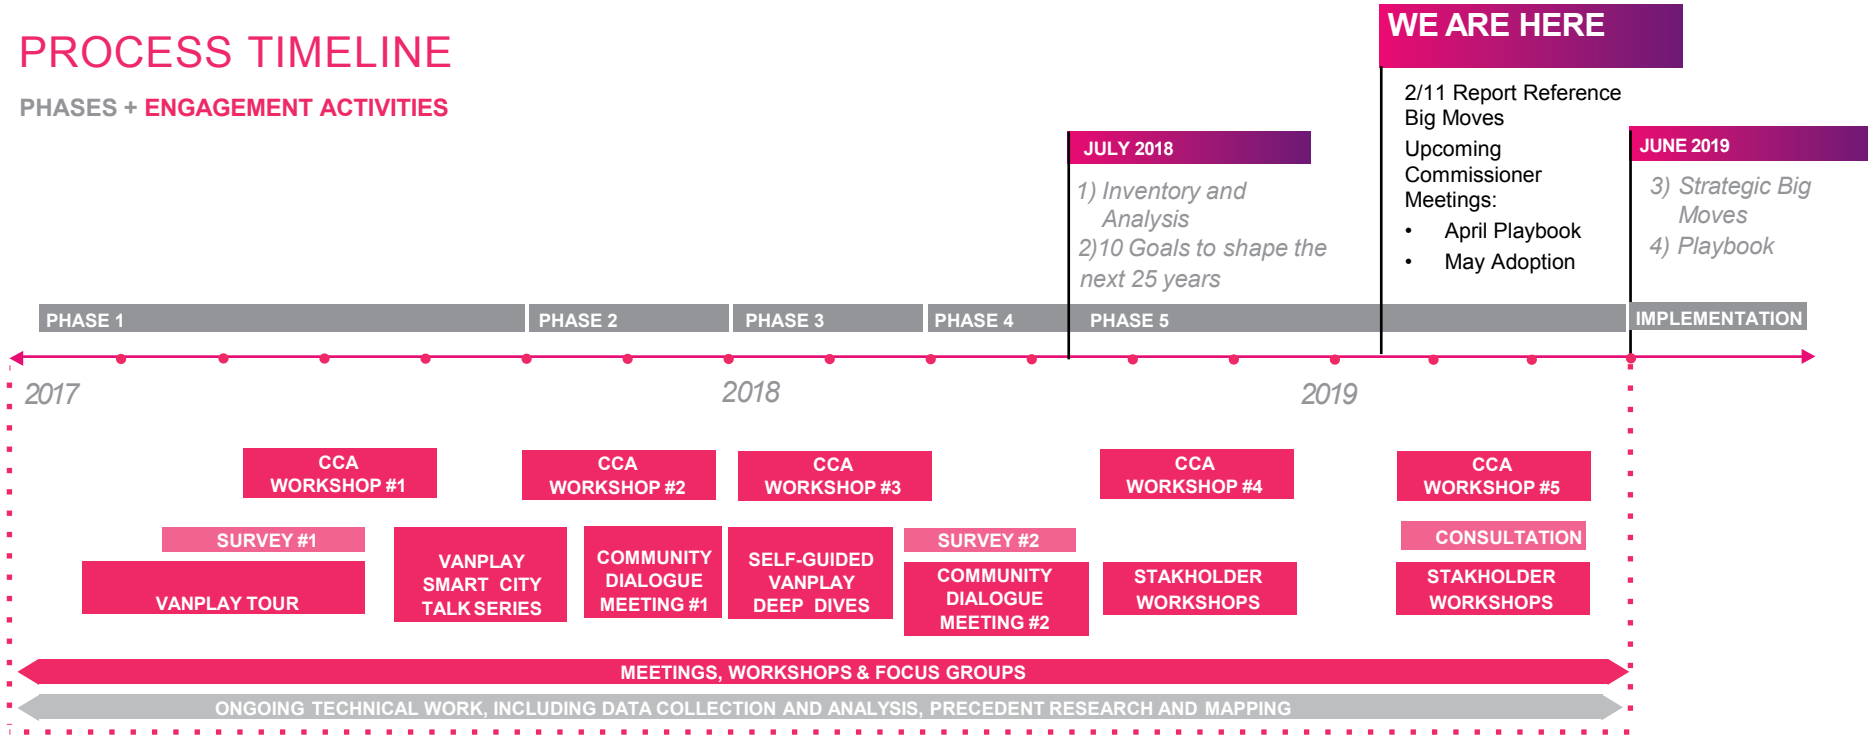 PROCESS TIMELINE
PHASES + ENGAGEMENT ACTIVITIES
WE ARE HERE
2/11 Report Reference
Big Moves
Upcoming
Commissioner
Meetings:
• April Playbook
• May Adoption
JULY 2018
1) Inventory and
Analysis
2)10 Goals to shape the
next 25 years
JUNE 2019
3) Strategic Big
Moves
4) Playbook
PHASE 1
PHASE 2
PHASE 3
PHASE 4
PHASE 5
IMPLEMENTATION
2017
2018
2019
CCA
WORKSHOP #1
CCA
WORKSHOP #2
CCA
WORKSHOP #3
CCA
WORKSHOP #4
CCA
WORKSHOP #5
SURVEY #1
VANPLAY TOUR
VANPLAY
SMART CITY
TALK SERIES
COMMUNITY
DIALOGUE
MEETING #1
SELF-GUIDED
VANPLAY
DEEP DIVES
SURVEY #2
COMMUNITY
DIALOGUE
MEETING #2
STAKHOLDER
WORKSHOPS
CONSULTATION
STAKHOLDER
WORKSHOPS
MEETINGS, WORKSHOPS & FOCUS GROUPS
ONGOING TECHNICAL WORK, INCLUDING DATA COLLECTION AND ANALYSIS, PRECEDENT RESEARCH AND MAPPING